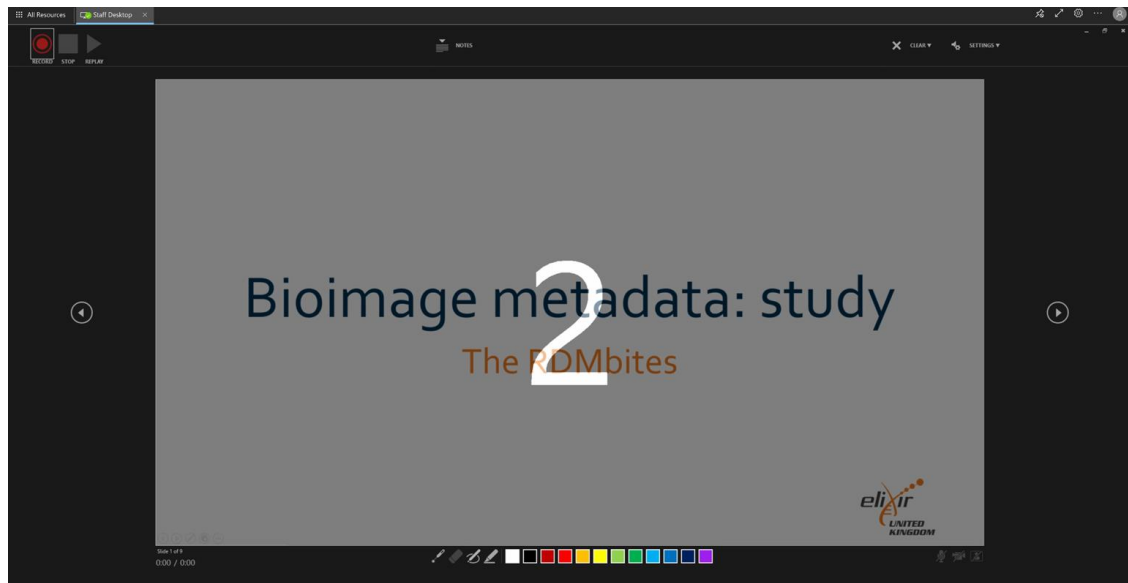 All Resources
Staff Desktop
RECORD
STOP
REPLAY
NOTES
CLEAR
SETTINGS
Bioimage metadata: study
2
The RDMbites
elixir
UNITED
KINGDOM
Slide 1 of 9
0:00 / 0:00